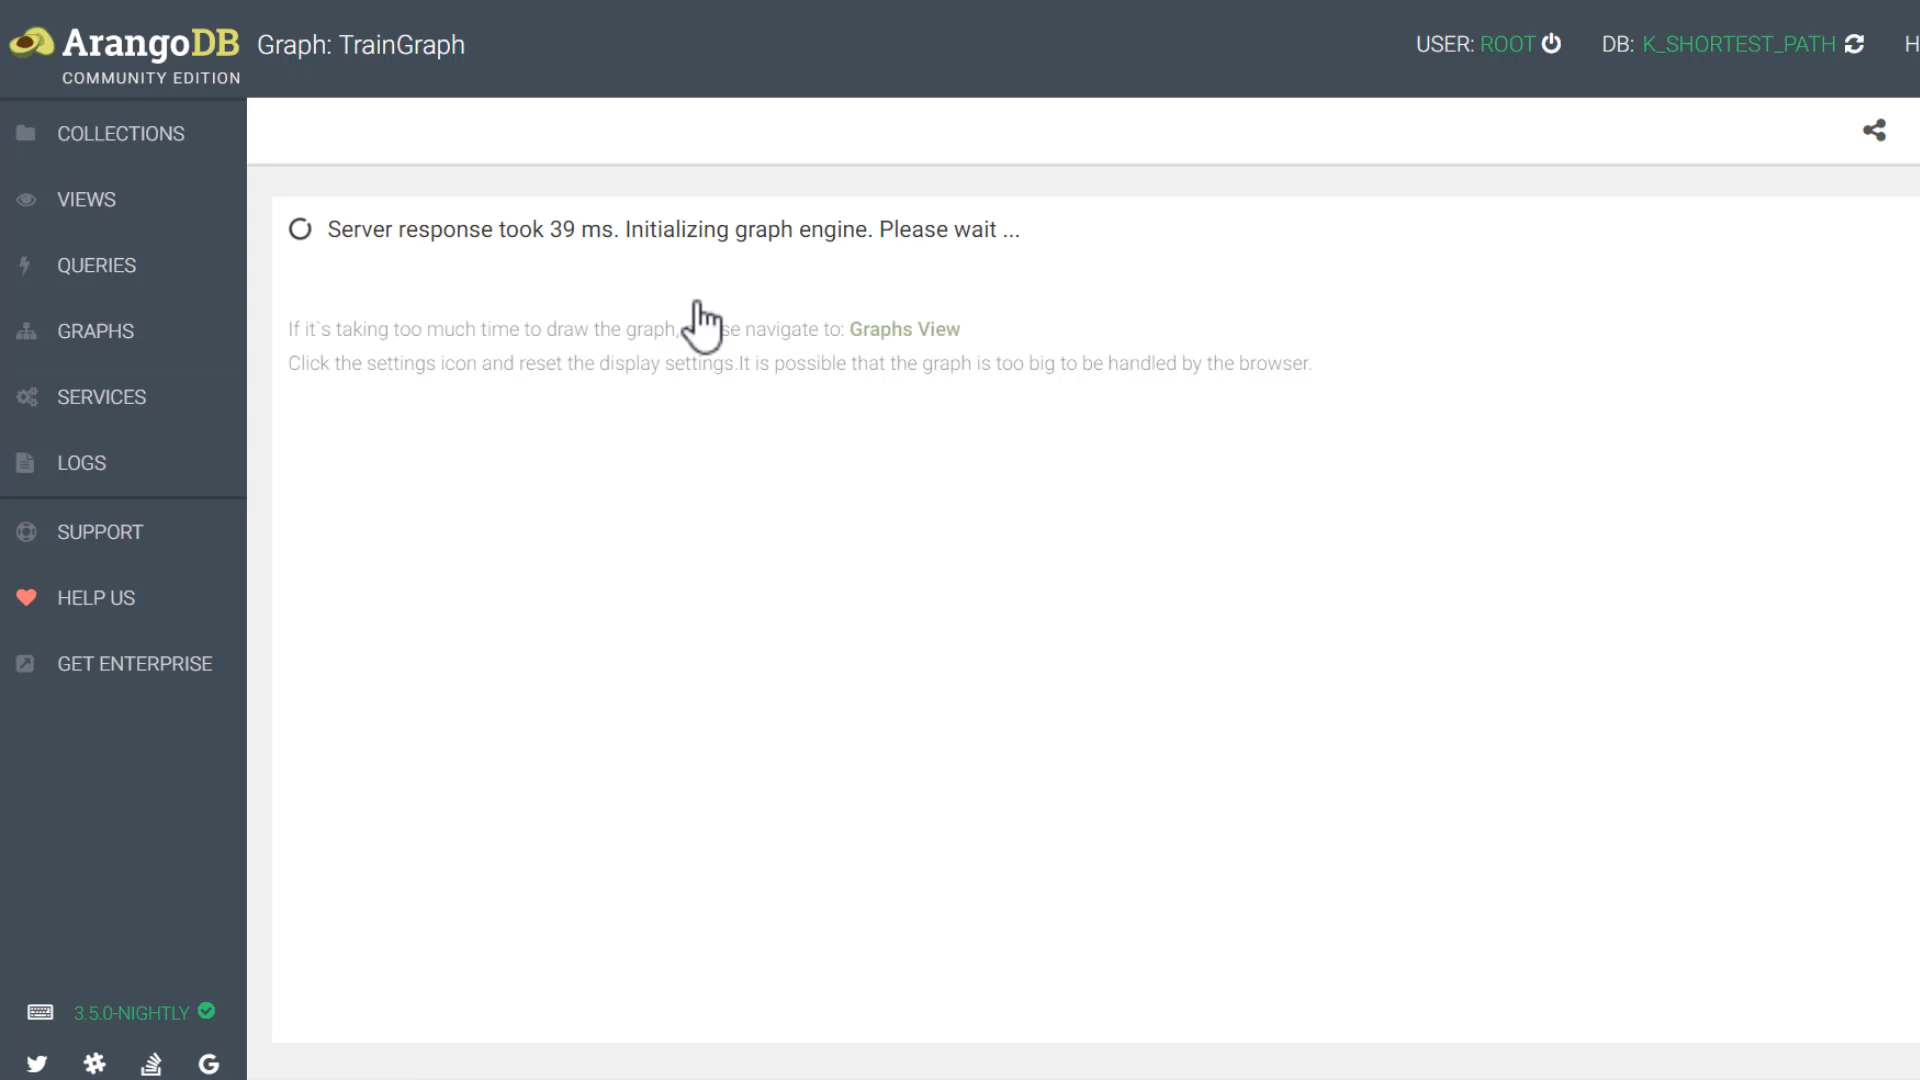 ArangoDB
COMMUNITY EDITION
Graph: TrainGraph
USER: ROOT
DB: K_SHORTEST_PATH
H
COLLECTIONS
VIEWS
QUERIES
GRAPHS
SERVICES
LOGS
SUPPORT
HELP US
GET ENTERPRISE
3.5.0-NIGHTLY
Server response took 39 ms. Initializing graph engine. Please wait ...
If it`s taking too much time to draw the graph, se navigate to: Graphs View
Click the settings icon and reset the display settings.It is possible that the graph is too big to be handled by the browser.